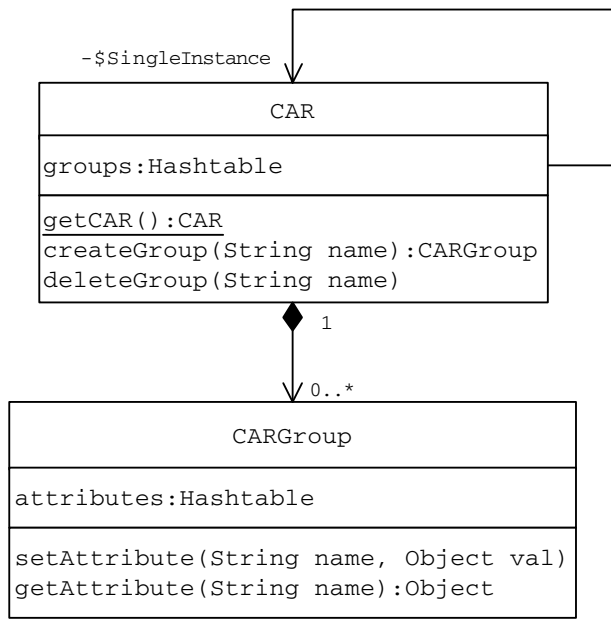 -$SingleInstance
CAR
groups:Hashtable
getCAR():CAR
createGroup(String name):CARGroup
deleteGroup(String name)
1
0..*
CARGroup
attributes:Hashtable
setAttribute(String name, Object val)
getAttribute(String name):Object